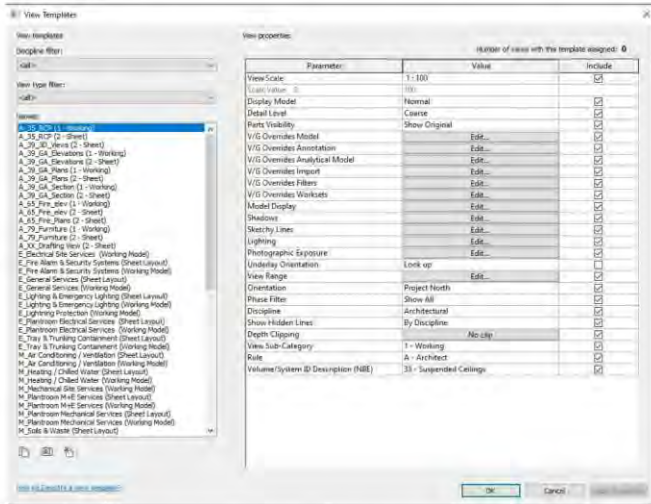 View Templates
View templates
Discipline filter:
<all>
View type filter:
<all>
Names:
A_35_RCP (1 - Working)
A_35_RCP (2 - Sheet)
A_39_3D_Views (2 - Sheet)
A_39_GA_Elevations (1 - Working)
A_39_GA_Elevations (2 - Sheet)
A_39_GA_Plans (1 - Working)
A_39_GA_Plans (2 - Sheet)
A_39_GA_Section (1 - Working)
A_39_GA_Section (2 - Sheet)
A_65_Fire_elev (1 - Working)
A_65_Fire_elev (2 - Sheet)
A_65_Fire_Plans (2 - Sheet)
A_79_Furniture (1 - Working)
A_79_Furniture (2 - Sheet)
A_XX_Drafting View (2 - Sheet)
E_Electrical Site Services (Working Model)
E_Fire Alarm & Security Systems (Sheet Layout)
E_Fire Alarm & Security Systems (Working Model)
E_General Services (Sheet Layout)
E_General Services (Working Model)
E_Lighting & Emergency Lighting (Sheet Layout)
E_Lighting & Emergency Lighting (Working Model)
E_Lightning Protection (Working Model)
E_Plantroom Electrical Services (Sheet Layout)
E_Plantroom Electrical Services (Working Model)
E_Tray & Trunking Containment (Sheet Layout)
E_Tray & Trunking Containment (Working Model)
M_Air Conditioning / Ventilation (Sheet Layout)
M_Air Conditioning / Ventilation (Working Model)
M_Heating / Chilled Water (Sheet Layout)
M_Heating / Chilled Water (Working Model)
M_Mechanical Site Services (Working Model)
M_Plantroom M+E Services (Sheet Layout)
M_Plantroom M+E Services (Working Model)
M_Plantroom Mechanical Services (Sheet Layout)
M_Plantroom Mechanical Services (Working Model)
M_Soils & Waste (Sheet Layout)
View properties
Number of views with this template assigned: 0
Parameter Value Include
View Scale 1 : 100
Scale Value 100
Display Model Normal
Detail Level Coarse
Parts Visibility Show Original
V/G Overrides Model Edit...
V/G Overrides Annotation Edit...
V/G Overrides Analytical Model Edit...
V/G Overrides Import Edit...
V/G Overrides Filters Edit...
V/G Overrides Worksets Edit...
Model Display Edit...
Shadows Edit...
Sketchy Lines Edit...
Lighting Edit...
Photographic Exposure Edit...
Underlay Orientation Look up
View Range Edit...
Orientation Project North
Phase Filter Show All
Discipline Architectural
Show Hidden Lines By Discipline
Depth Clipping No clip
View Sub-Category 1 - Working
Role A - Architect
Volume/System ID Description (NBE) 35 - Suspended Ceilings
OK Cancel